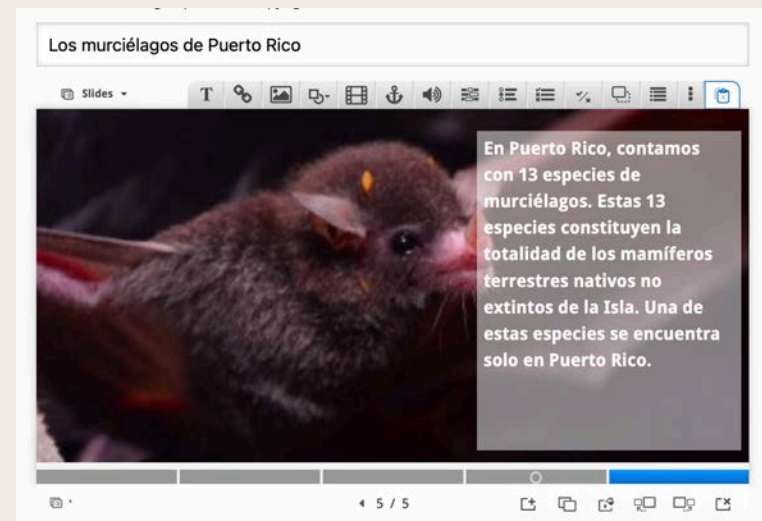 Los murciélagos de Puerto Rico
Slides
T
En Puerto Rico, contamos
con 13 especies de
murciélagos. Estas 13
especies constituyen la
totalidad de los mamíferos
terrestres nativos no
extintos de la Isla. Una de
estas especies se encuentra
solo en Puerto Rico.
5 / 5